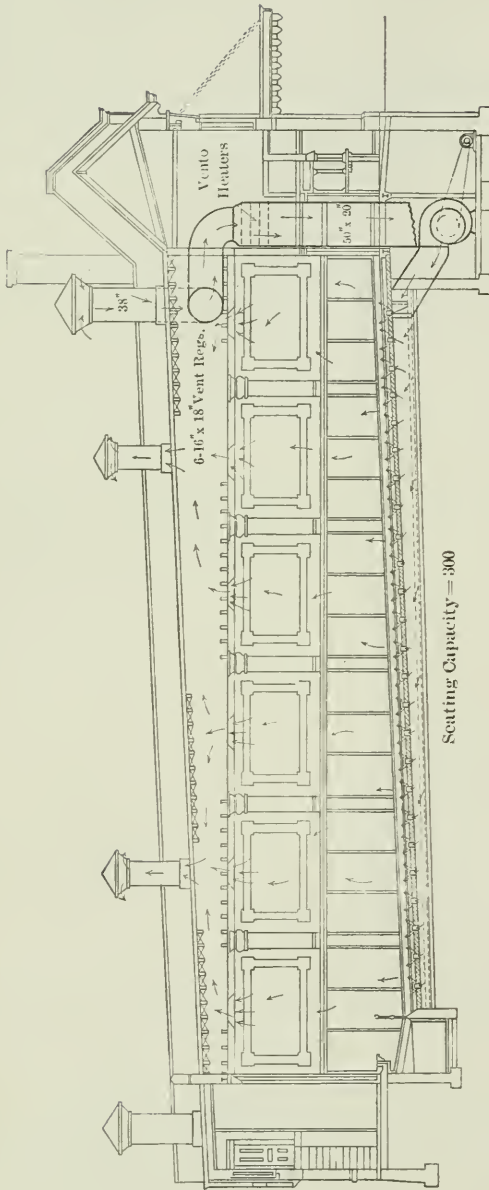 Vento
Heaters
38"
50" x 20"
6-16" x 18" Vent Regs.
Seating Capacity = 300